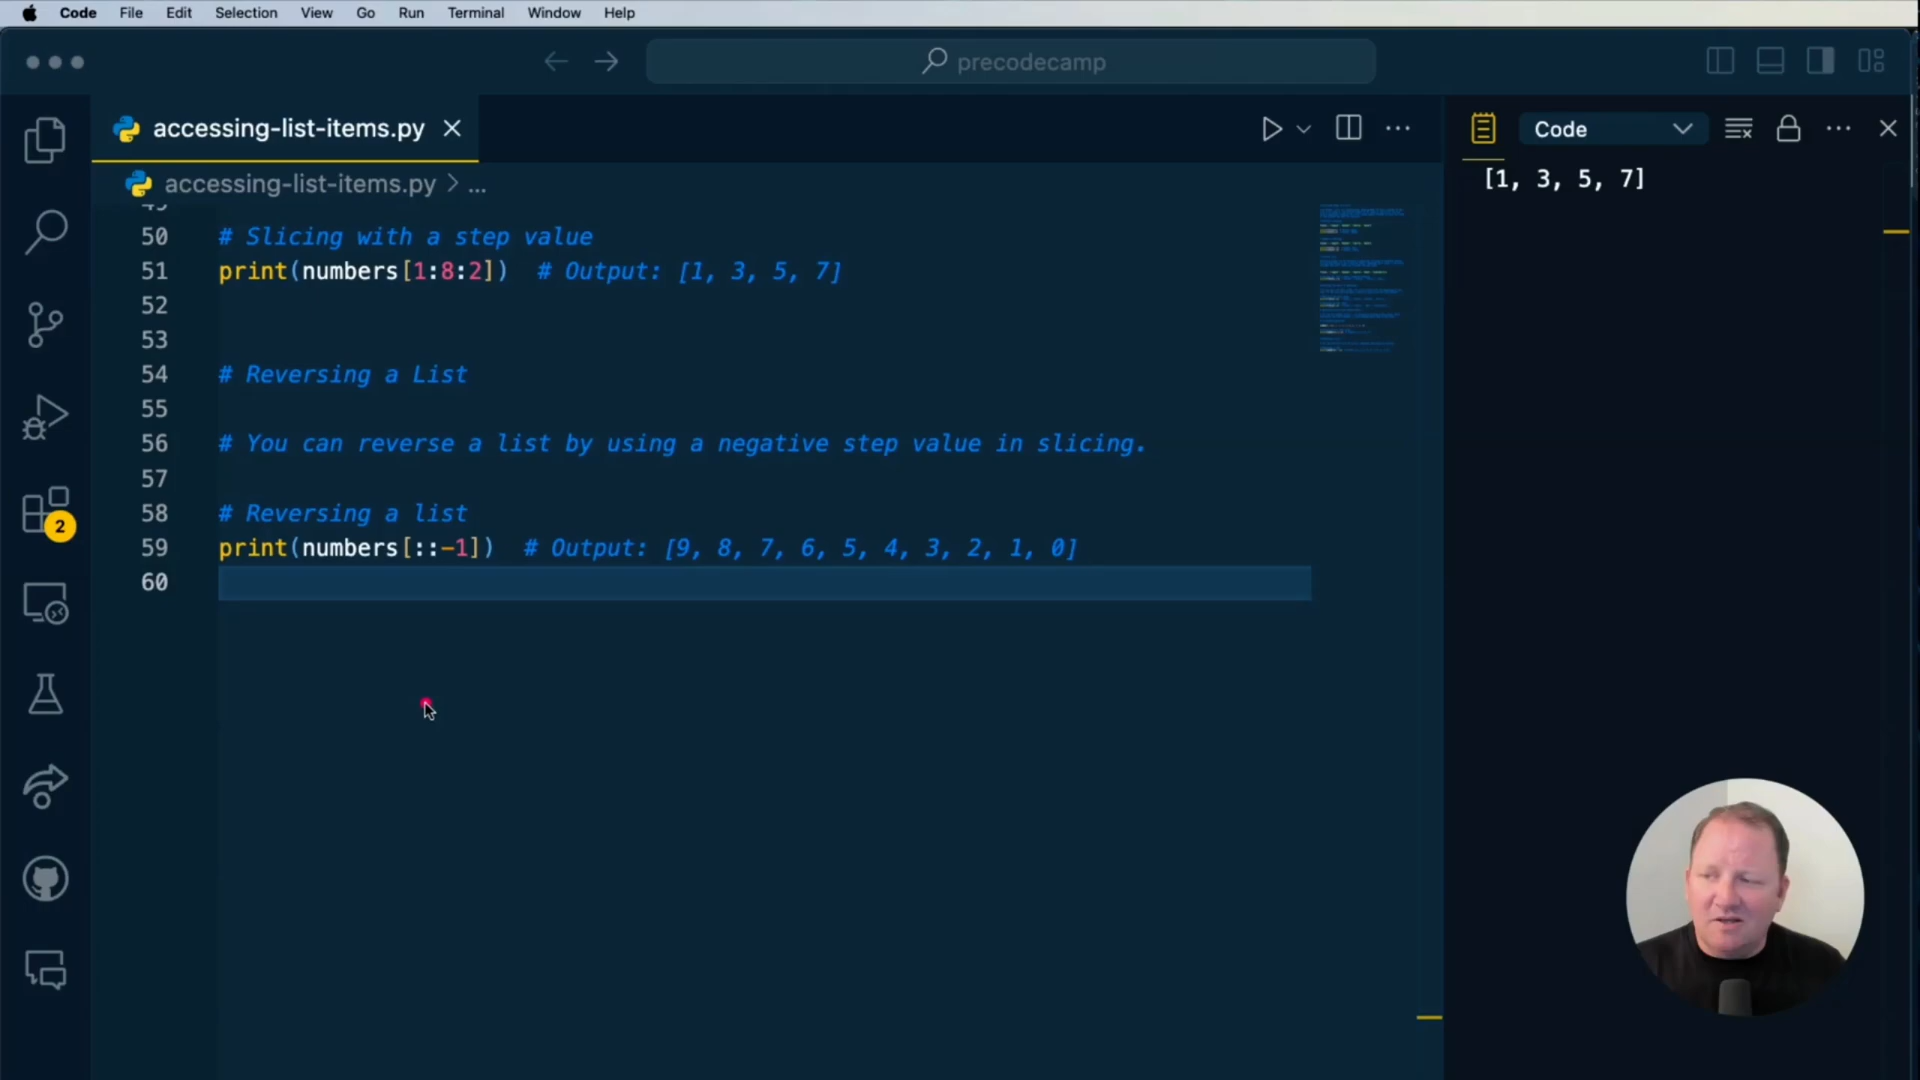 Code File Edit Selection View Go Run Terminal Window Help
precodecamp
accessing-list-items.py
accessing-list-items.py > ...
Code
[1, 3, 5, 7]
50 # Slicing with a step value
51 print(numbers[1:8:2])  # Output: [1, 3, 5, 7]
52
53
54 # Reversing a List
55
56 # You can reverse a list by using a negative step value in slicing.
57
58 # Reversing a list
59 print(numbers[::-1])  # Output: [9, 8, 7, 6, 5, 4, 3, 2, 1, 0]
60
2